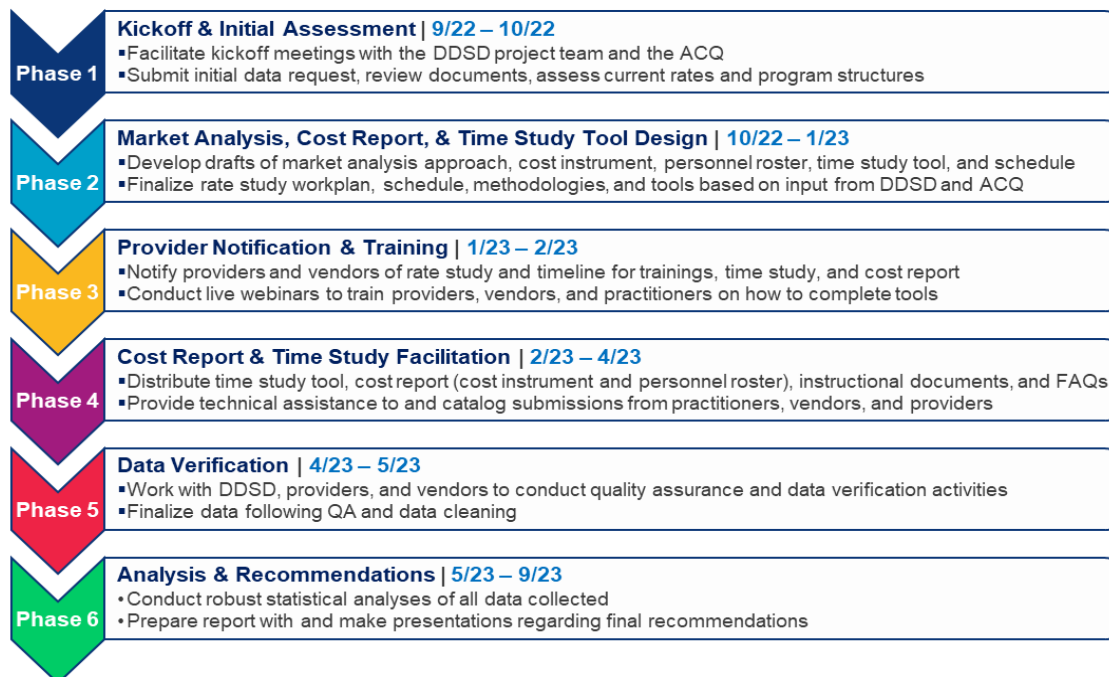 Phase 1
Kickoff & Initial Assessment | 9/22 – 10/22
▪Facilitate kickoff meetings with the DDSD project team and the ACQ
▪Submit initial data request, review documents, assess current rates and program structures
Phase 2
Market Analysis, Cost Report, & Time Study Tool Design | 10/22 – 1/23
▪Develop drafts of market analysis approach, cost instrument, personnel roster, time study tool, and schedule
▪Finalize rate study workplan, schedule, methodologies, and tools based on input from DDSD and ACQ
Phase 3
Provider Notification & Training | 1/23 – 2/23
▪Notify providers and vendors of rate study and timeline for trainings, time study, and cost report
▪Conduct live webinars to train providers, vendors, and practitioners on how to complete tools
Phase 4
Cost Report & Time Study Facilitation | 2/23 – 4/23
▪Distribute time study tool, cost report (cost instrument and personnel roster), instructional documents, and FAQs
▪Provide technical assistance to and catalog submissions from practitioners, vendors, and providers
Phase 5
Data Verification | 4/23 – 5/23
▪Work with DDSD, providers, and vendors to conduct quality assurance and data verification activities
▪Finalize data following QA and data cleaning
Phase 6
Analysis & Recommendations | 5/23 – 9/23
•Conduct robust statistical analyses of all data collected
•Prepare report with and make presentations regarding final recommendations